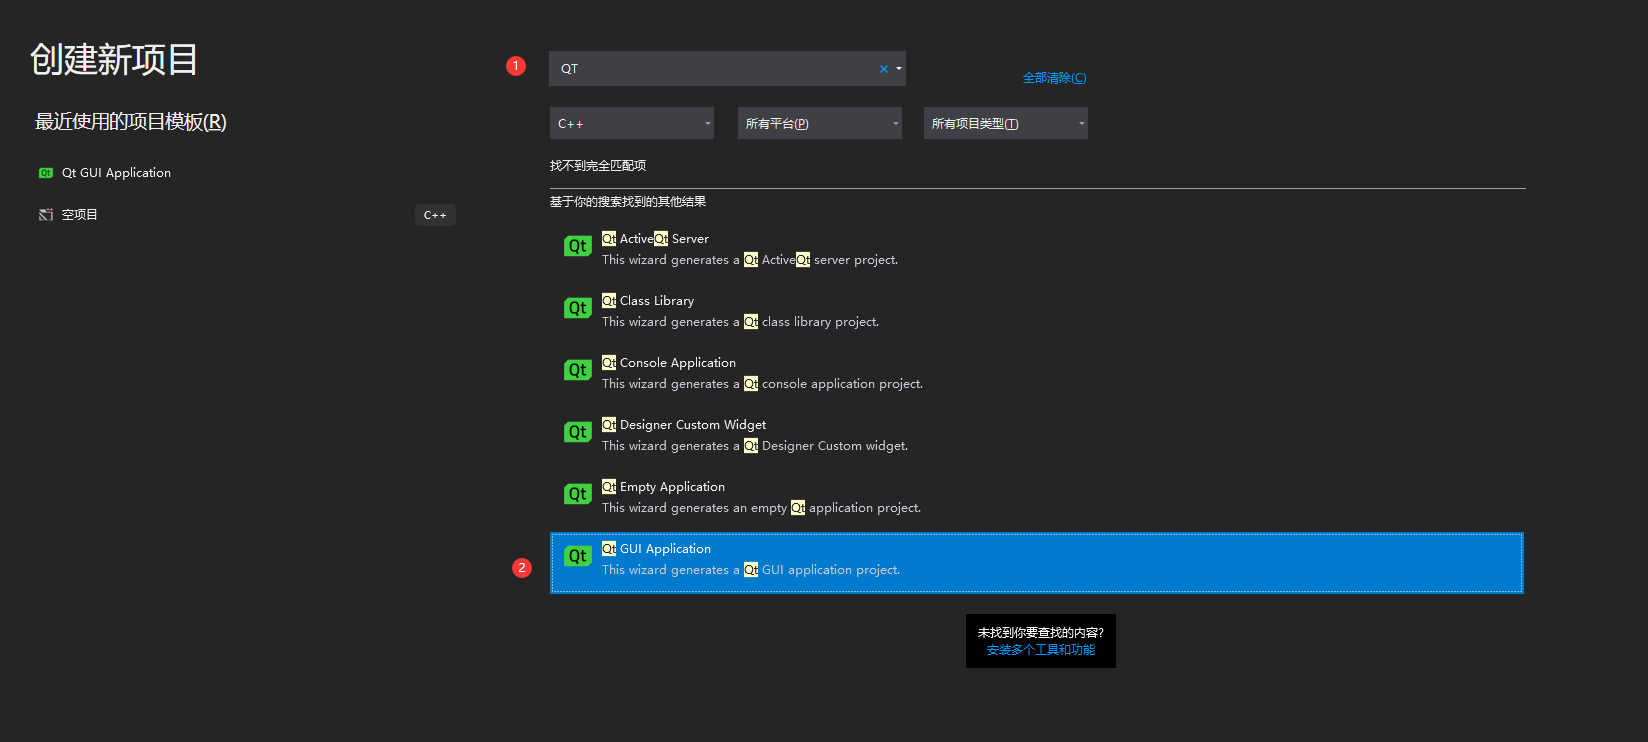 创建新项目
最近使用的项目模板(R)
Qt
Qt GUI Application
空项目
C++
1
QT
全部清除(C)
C++
所有平台(P)
所有项目类型(T)
找不到完全匹配项
基于你的搜索找到的其他结果
Qt
Qt ActiveQt Server
This wizard generates a Qt ActiveQt server project.
Qt
Qt Class Library
This wizard generates a Qt class library project.
Qt
Qt Console Application
This wizard generates a Qt console application project.
Qt
Qt Designer Custom Widget
This wizard generates a Qt Designer Custom widget.
Qt
Qt Empty Application
This wizard generates an empty Qt application project.
2
Qt
Qt GUI Application
This wizard generates a Qt GUI application project.
未找到你要查找的内容?
安装多个工具和功能